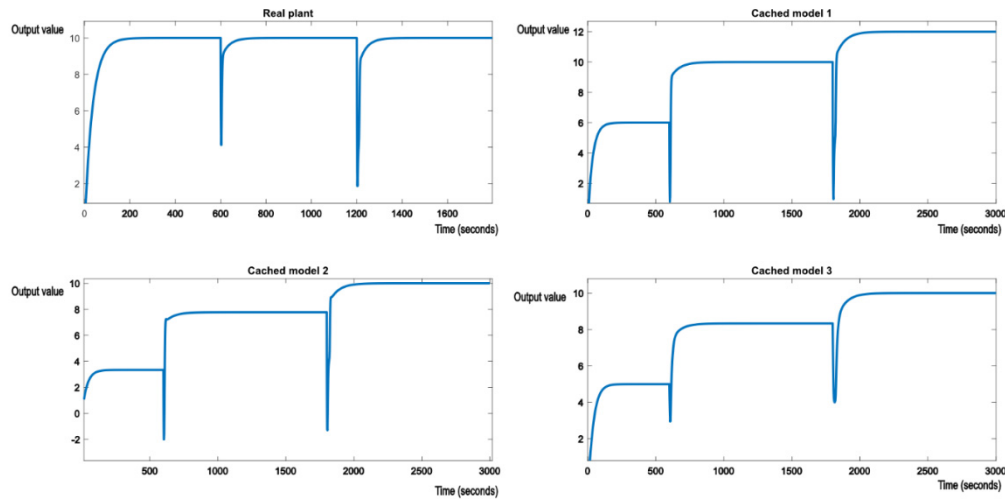 Real plant
Output value
10
8
6
4
2
0 200 400 600 800 1000 1200 1400 1600
Time (seconds)
Cached model 1
Output value
12
10
8
6
4
2
0 500 1000 1500 2000 2500 3000
Time (seconds)
Cached model 2
Output value
10
8
6
4
2
0
-2
500 1000 1500 2000 2500 3000
Time (seconds)
Cached model 3
Output value
10
8
6
4
2
0 500 1000 1500 2000 2500 3000
Time (seconds)